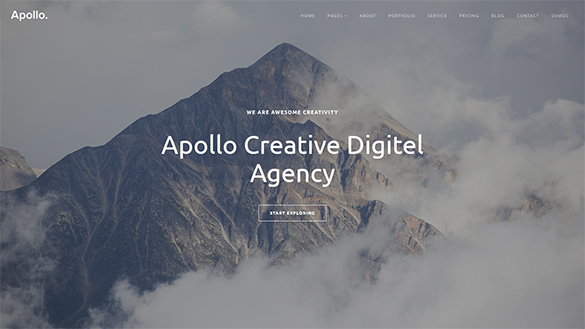 Apollo.
HOME PAGES ABOUT PORTFOLIO SERVICE PRICING BLOG CONTACT DEMOS
WE ARE AWESOME CREATIVITY
Apollo Creative Digitel
Agency
START EXPLORING